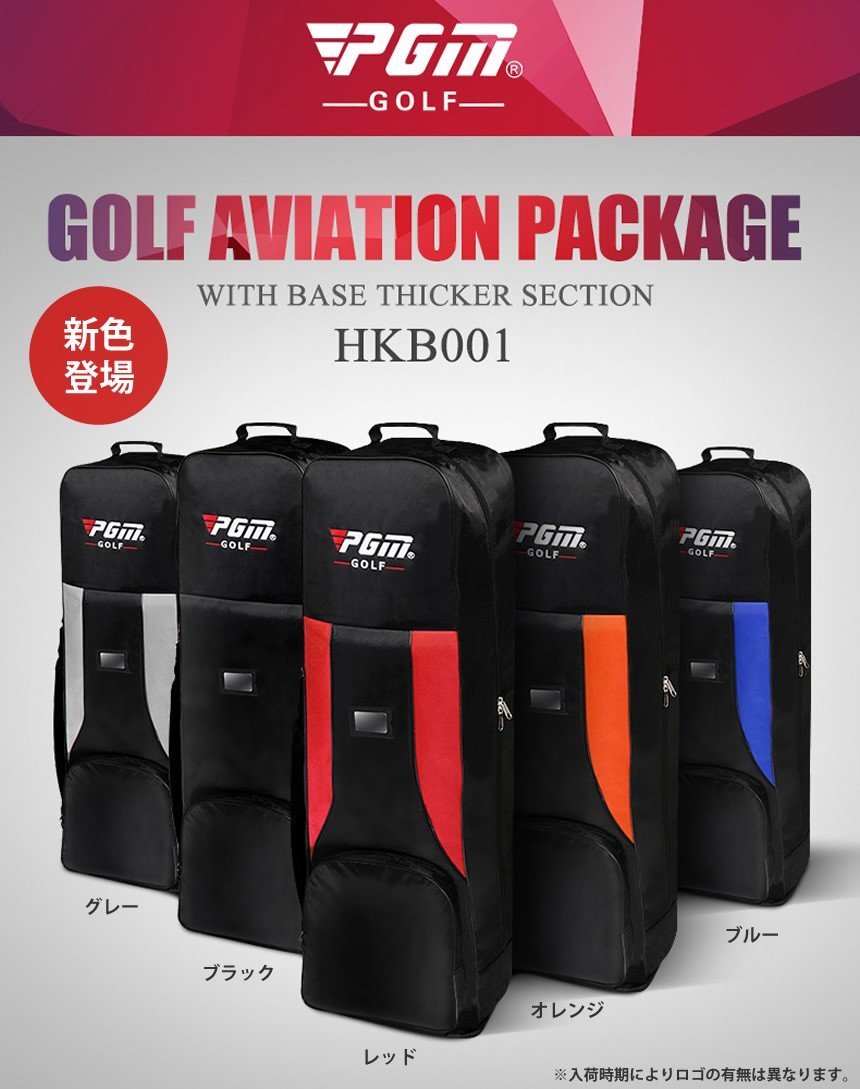 PGM®
GOLF
GOLF AVIATION PACKAGE
WITH BASE THICKER SECTION
HKB001
新色
登場
PGM®
GOLF
PGM®
GOLF
PGM®
GOLF
PGM®
GOLF
PGM®
GOLF
グレー
ブラック
レッド
オレンジ
ブルー
※入荷時期によりロゴの有無は異なります。